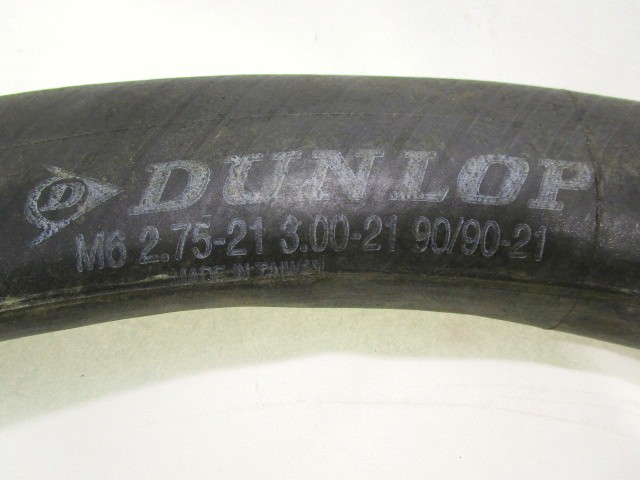 D DUNLOP
M6 2.75-21 3.00-21 90/90-21
MADE IN TAIWAN